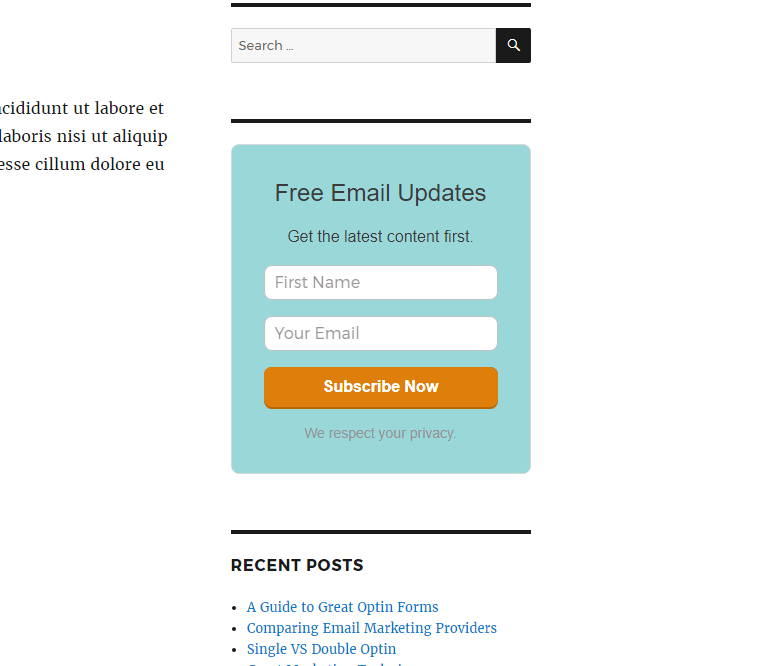 Search …
ncididunt ut labore et
laboris nisi ut aliquip
esse cillum dolore eu
Free Email Updates
Get the latest content first.
First Name
Your Email
Subscribe Now
We respect your privacy.
RECENT POSTS
A Guide to Great Optin Forms
Comparing Email Marketing Providers
Single VS Double Optin